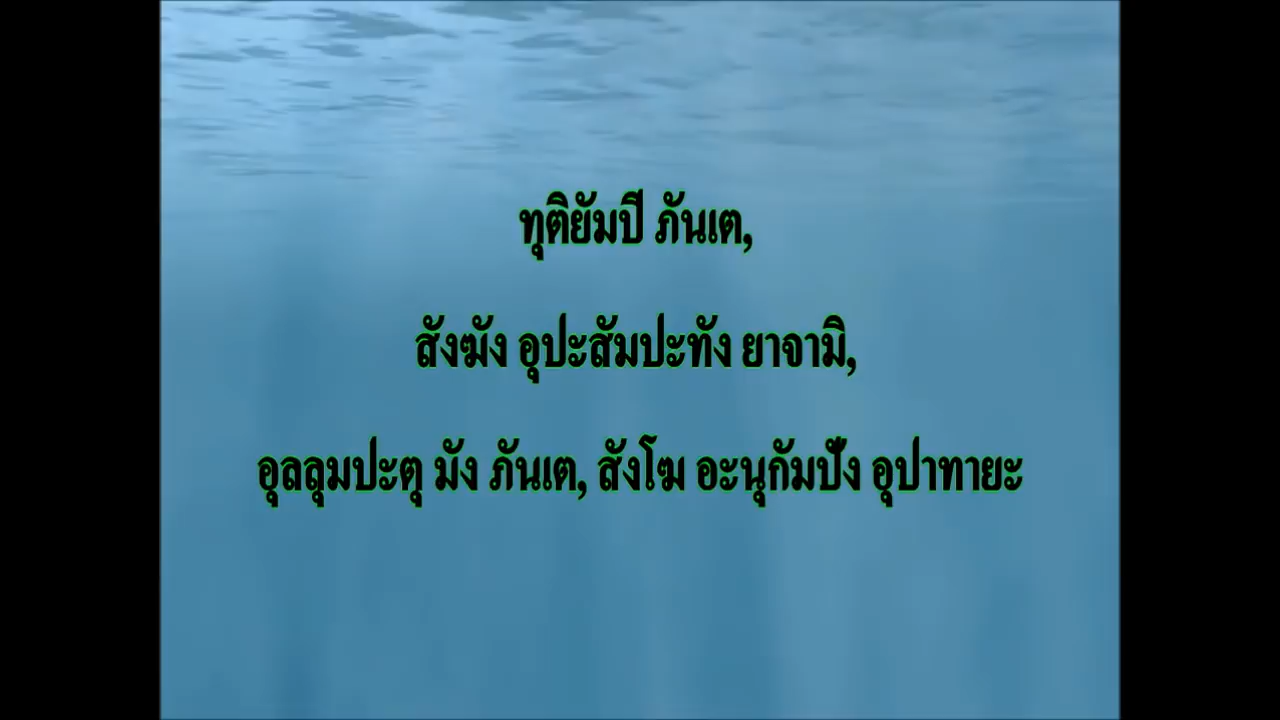 ทุติยัมปี ภันเต,
สังฆัง อุปะสัมปะทัง ยาจามิ,
อุลลุมปะตุ มัง ภันเต, สังโฆ อะนุกัมปัง อุปาทายะ